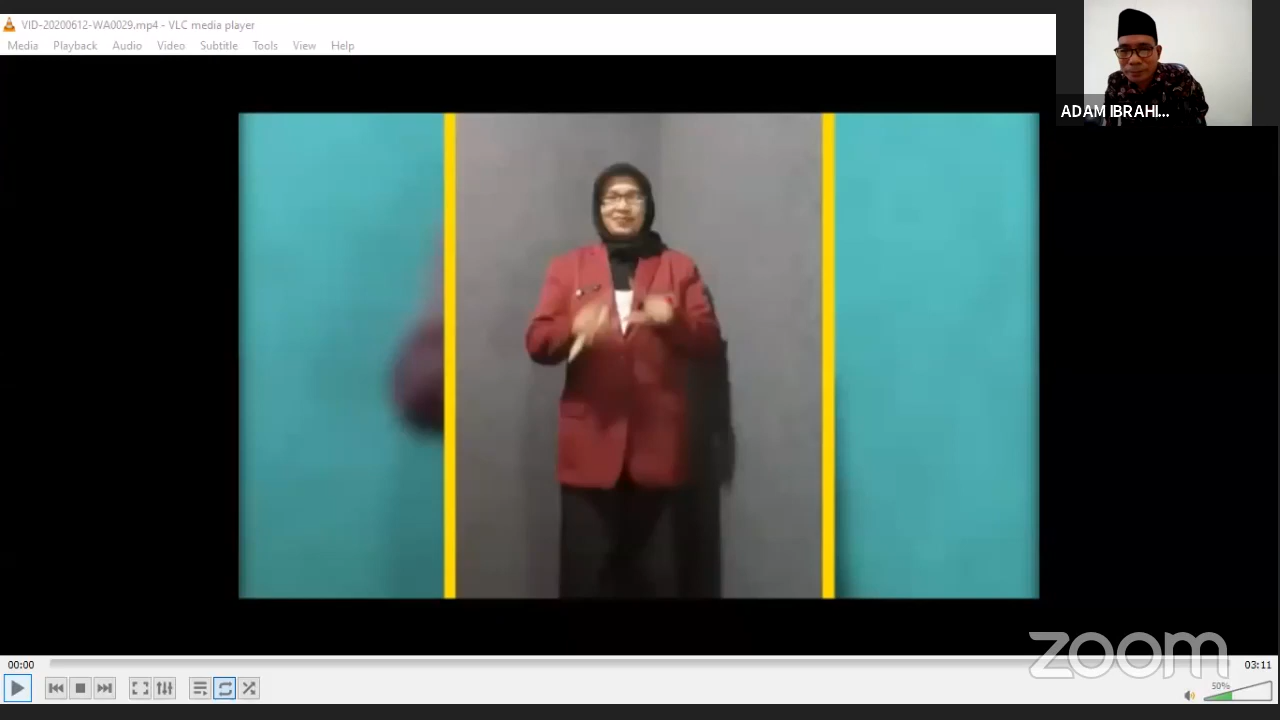 VID-20200612-WA0029.mp4 - VLC media player
Media Playback Audio Video Subtitle Tools View Help
ADAM IBRAHI...
zoom
00:00
03:11
50%